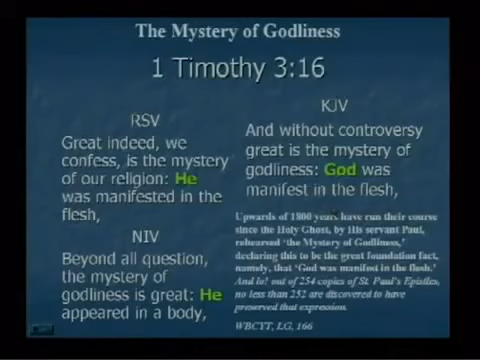 The Mystery of Godliness
1 Timothy 3:16
RSV
Great indeed, we
confess, is the mystery
of our religion: He
was manifested in the
flesh,
NIV
Beyond all question,
the mystery of
godliness is great: He
appeared in a body,
KJV
And without controversy
great is the mystery of
godliness: God was
manifest in the flesh,
Upwards of 1800 years have run their course
since the Holy Ghost, by His servant Paul,
rehearsed 'the Mystery of Godliness,'
declaring this to be the great foundation fact,
namely, that 'God was manifest in the flesh.'
And lo! out of 254 copies of St. Paul's Epistles,
no less than 252 are discovered to have
preserved that expression.
WBCYT, LG, 166